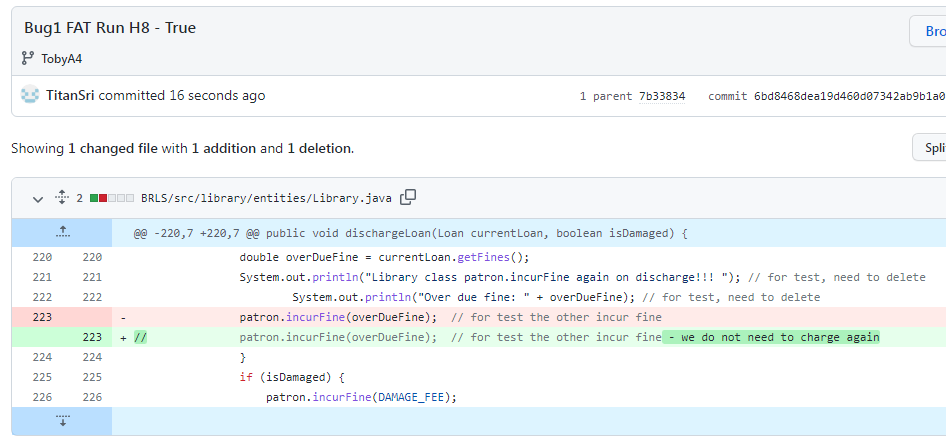 Bug1 FAT Run H8 - True
Bro
TobyA4
TitanSri committed 16 seconds ago
1 parent 7b33834 commit 6bd8468dea19d460d07342ab9b1a0
Showing 1 changed file with 1 addition and 1 deletion.
Spli
2 BRLS/src/library/entities/Library.java
@@ -220,7 +220,7 @@ public void dischargeLoan(Loan currentLoan, boolean isDamaged) {
220 220 double overDueFine = currentLoan.getFines();
221 221 System.out.println("Library class patron.incurFine again on discharge!!! "); // for test, need to delete
222 222 System.out.println("Over due fine: " + overDueFine); // for test, need to delete
223 - patron.incurFine(overDueFine); // for test the other incur fine
223 + // patron.incurFine(overDueFine); // for test the other incur fine - we do not need to charge again
224 224 }
225 225 if (isDamaged) {
226 226 patron.incurFine(DAMAGE_FEE);